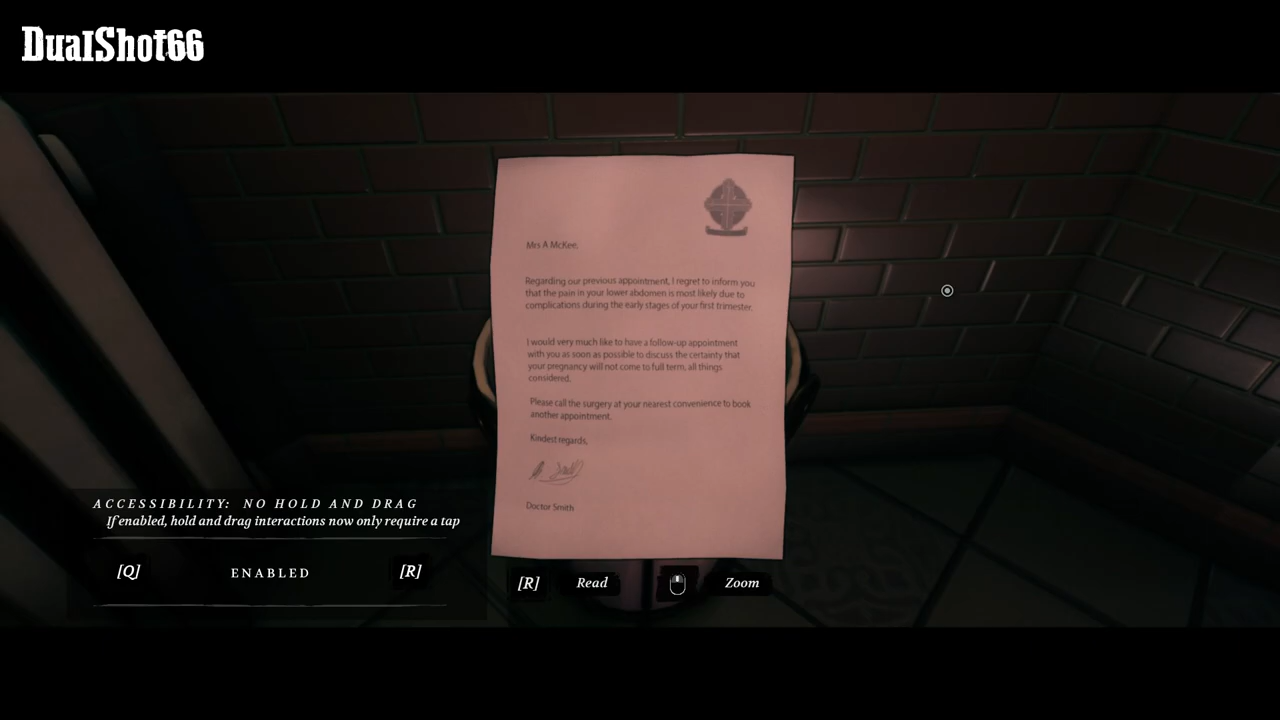 DualShot66
Mrs A McKee,
Regarding our previous appointment, I regret to inform you
that the pain in your lower abdomen is most likely due to
complications during the early stages of your first trimester.
I would very much like to have a follow-up appointment
with you as soon as possible to discuss the certainty that
your pregnancy will not come to full term, all things
considered.
Please call the surgery at your nearest convenience to book
another appointment.
Kindest regards,
Doctor Smith
ACCESSIBILITY: NO HOLD AND DRAG
If enabled, hold and drag interactions now only require a tap
[Q] ENABLED [R]
[R] Read Zoom